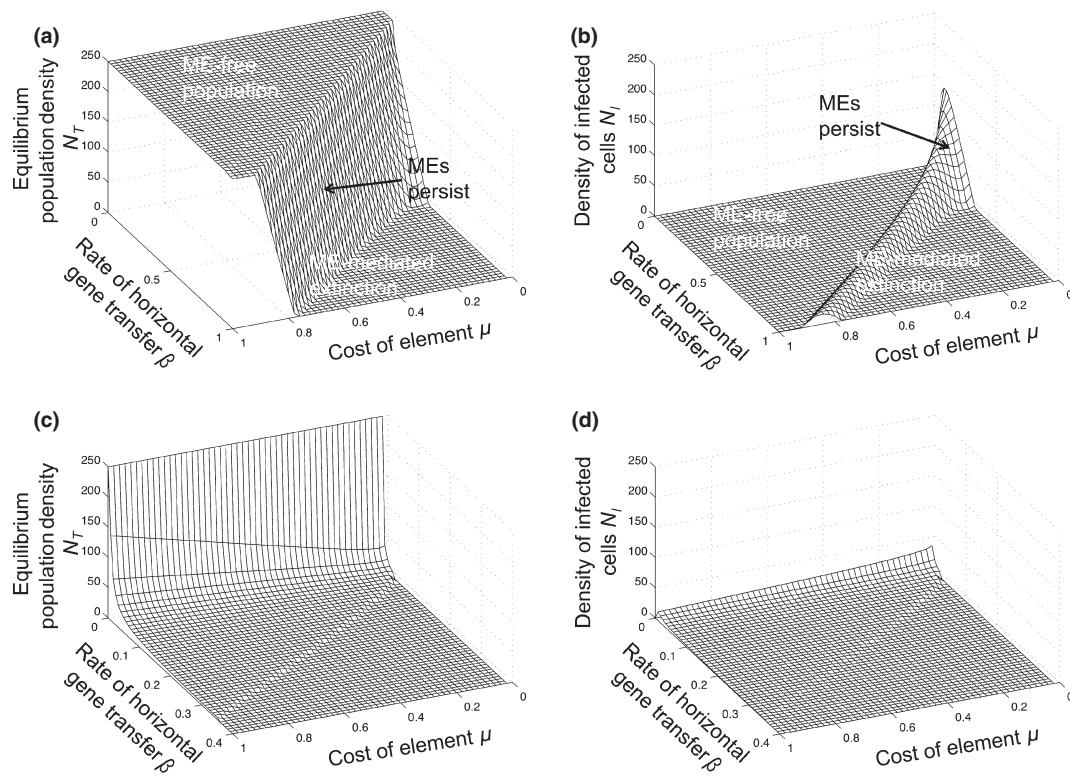 (a)
Equilibrium
population density
N_T
250
200
150
100
50
0
0
0.5
1
Rate of horizontal
gene transfer β
1
0.8
0.6
0.4
0.2
0
Cost of element μ
ME-free
population
MEs
persist
ME-mediated
extinction
(b)
Density of infected
cells N_I
250
200
150
100
50
0
0
0.5
1
Rate of horizontal
gene transfer β
1
0.8
0.6
0.4
0.2
0
Cost of element μ
MEs
persist
ME-free
population
ME-mediated
extinction
(c)
Equilibrium
population density
N_T
250
200
150
100
50
0
0
0.1
0.2
0.3
0.4
Rate of horizontal
gene transfer β
1
0.8
0.6
0.4
0.2
0
Cost of element μ
(d)
Density of infected
cells N_I
250
200
150
100
50
0
0
0.1
0.2
0.3
0.4
Rate of horizontal
gene transfer β
1
0.8
0.6
0.4
0.2
0
Cost of element μ